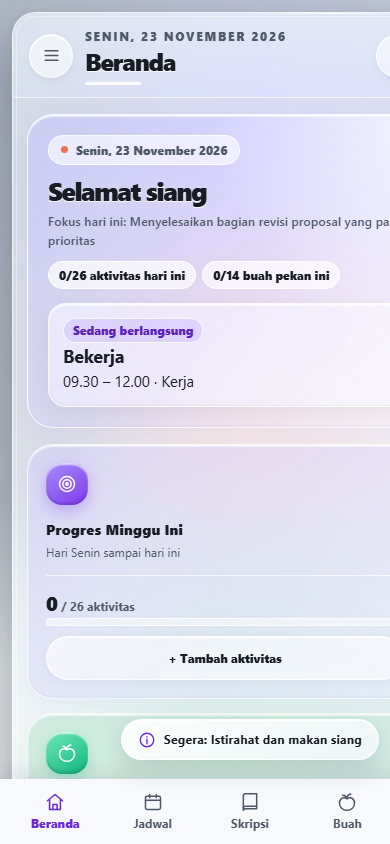 SENIN, 23 NOVEMBER 2026
Beranda
Senin, 23 November 2026
Selamat siang
Fokus hari ini: Menyelesaikan bagian revisi proposal yang
prioritas
0/26 aktivitas hari ini
0/14 buah pekan ini
Sedang berlangsung
Bekerja
09.30 – 12.00 · Kerja
Progres Minggu Ini
Hari Senin sampai hari ini
0 / 26 aktivitas
+ Tambah aktivitas
Segera: Istirahat dan makan siang
Beranda
Jadwal
Skripsi
Buah